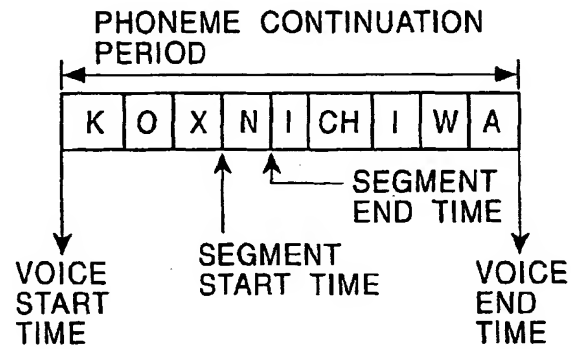 PHONEME CONTINUATION
PERIOD
K O X N I CH I W A
SEGMENT
END TIME
SEGMENT
START TIME
VOICE
START
TIME
VOICE
END
TIME